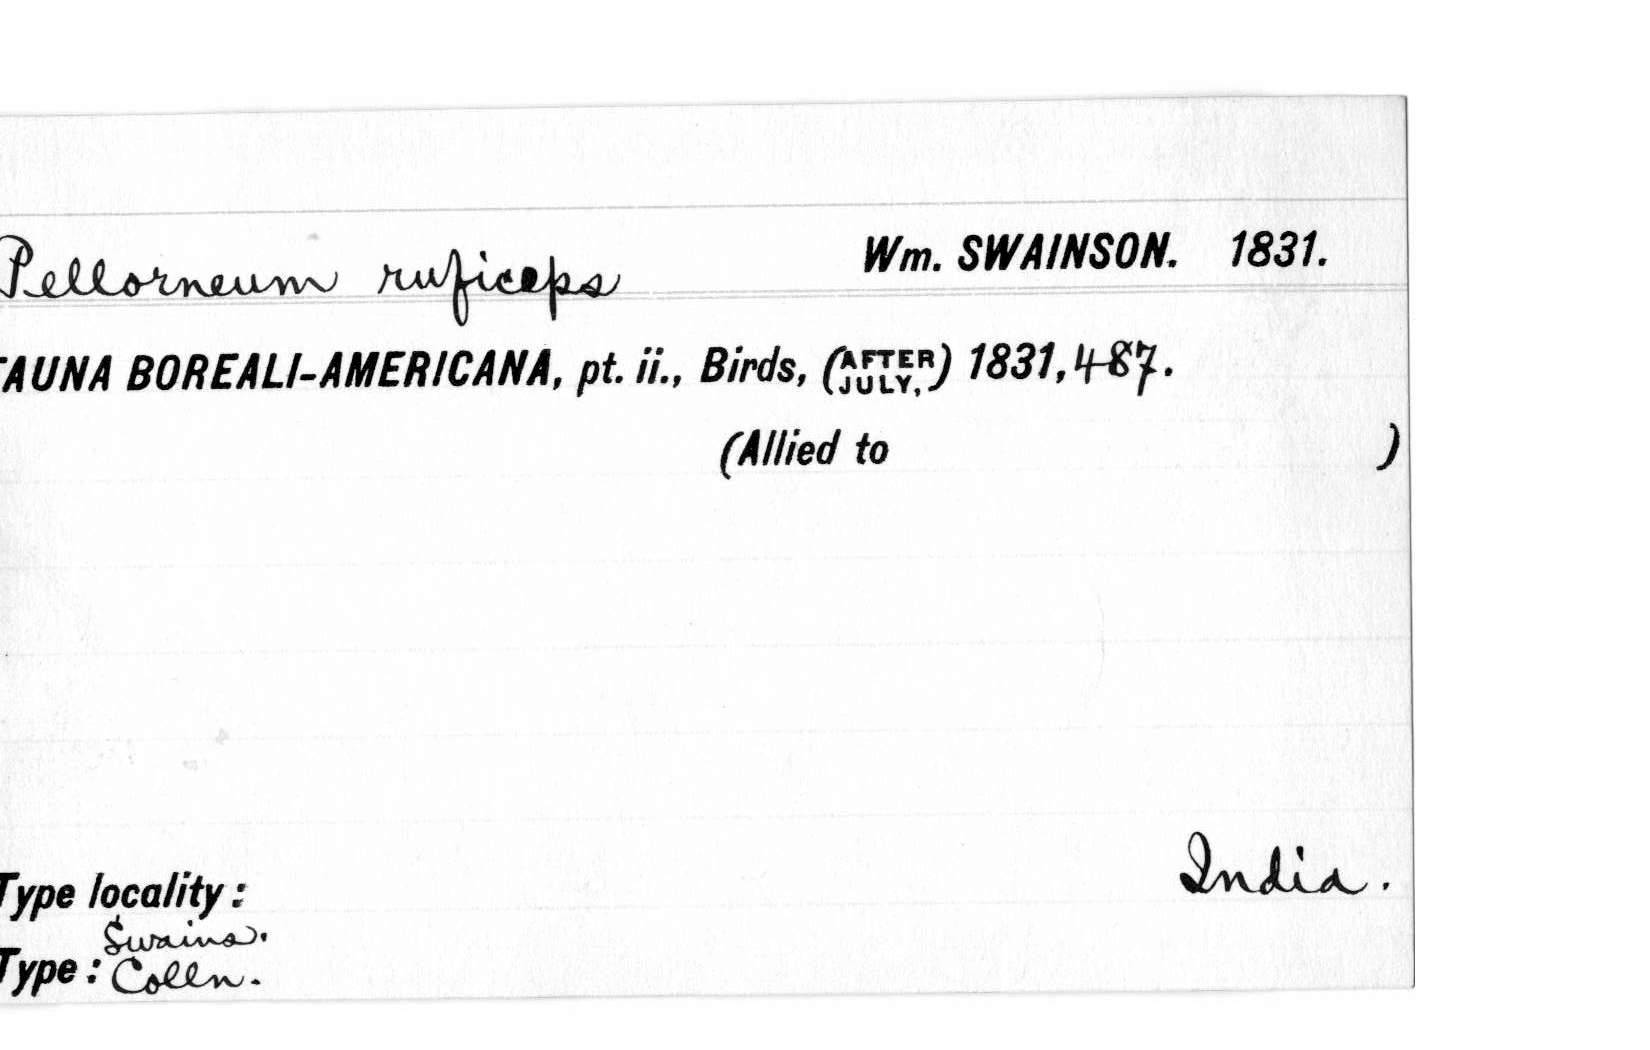 Pellorneum ruficeps Wm. SWAINSON. 1831.
FAUNA BOREALI-AMERICANA, pt. ii., Birds, (AFTER JULY,) 1831, 487.
(Allied to )
India.
Type locality:
Swains.
Type: Colln.